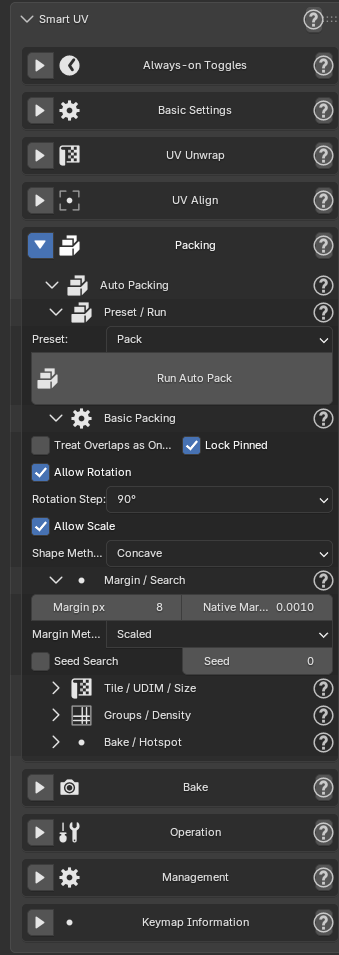 Smart UV
Always-on Toggles
Basic Settings
UV Unwrap
UV Align
Packing
Auto Packing
Preset / Run
Preset: Pack
Run Auto Pack
Basic Packing
Treat Overlaps as On... Lock Pinned
Allow Rotation
Rotation Step: 90°
Allow Scale
Shape Meth... Concave
Margin / Search
Margin px 8 Native Mar... 0.0010
Margin Met... Scaled
Seed Search Seed 0
Tile / UDIM / Size
Groups / Density
Bake / Hotspot
Bake
Operation
Management
Keymap Information